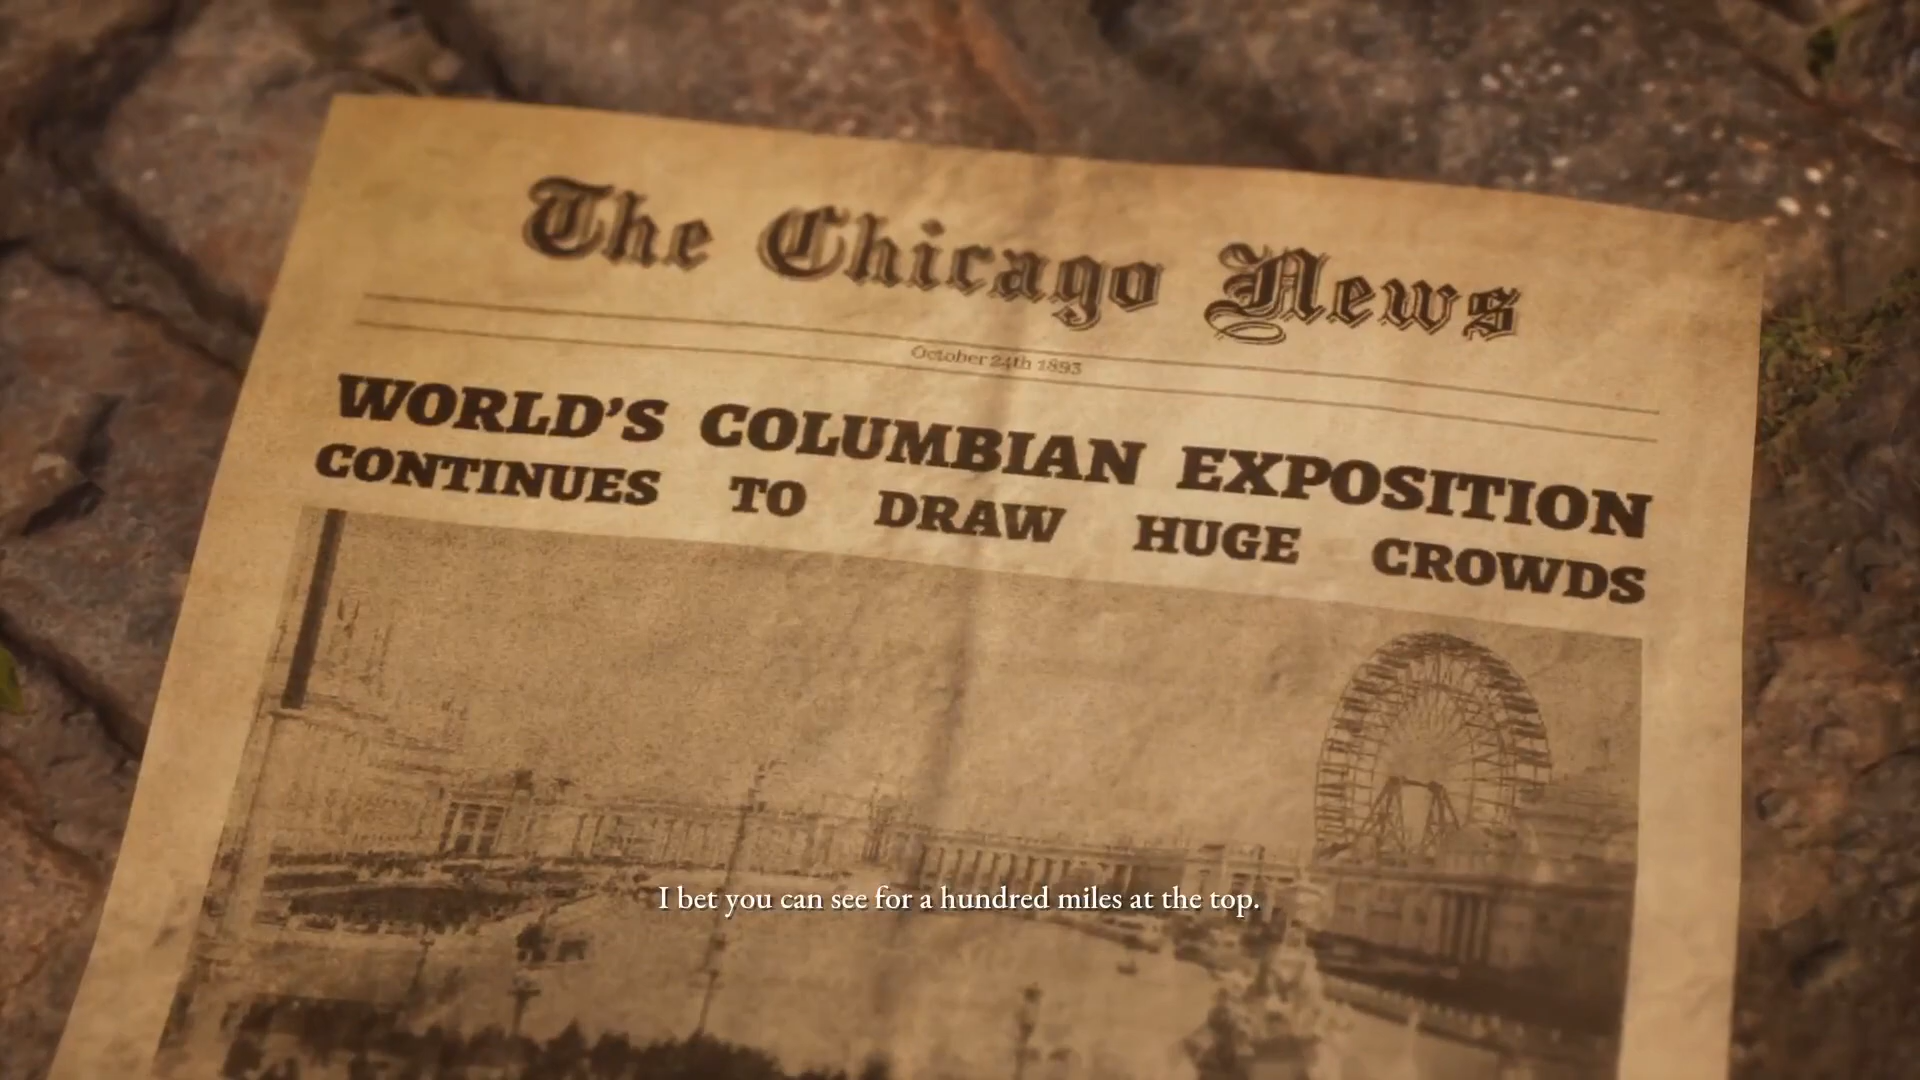 The Chicago News
October 24th 1893
WORLD'S COLUMBIAN EXPOSITION
CONTINUES TO DRAW HUGE CROWDS
I bet you can see for a hundred miles at the top.